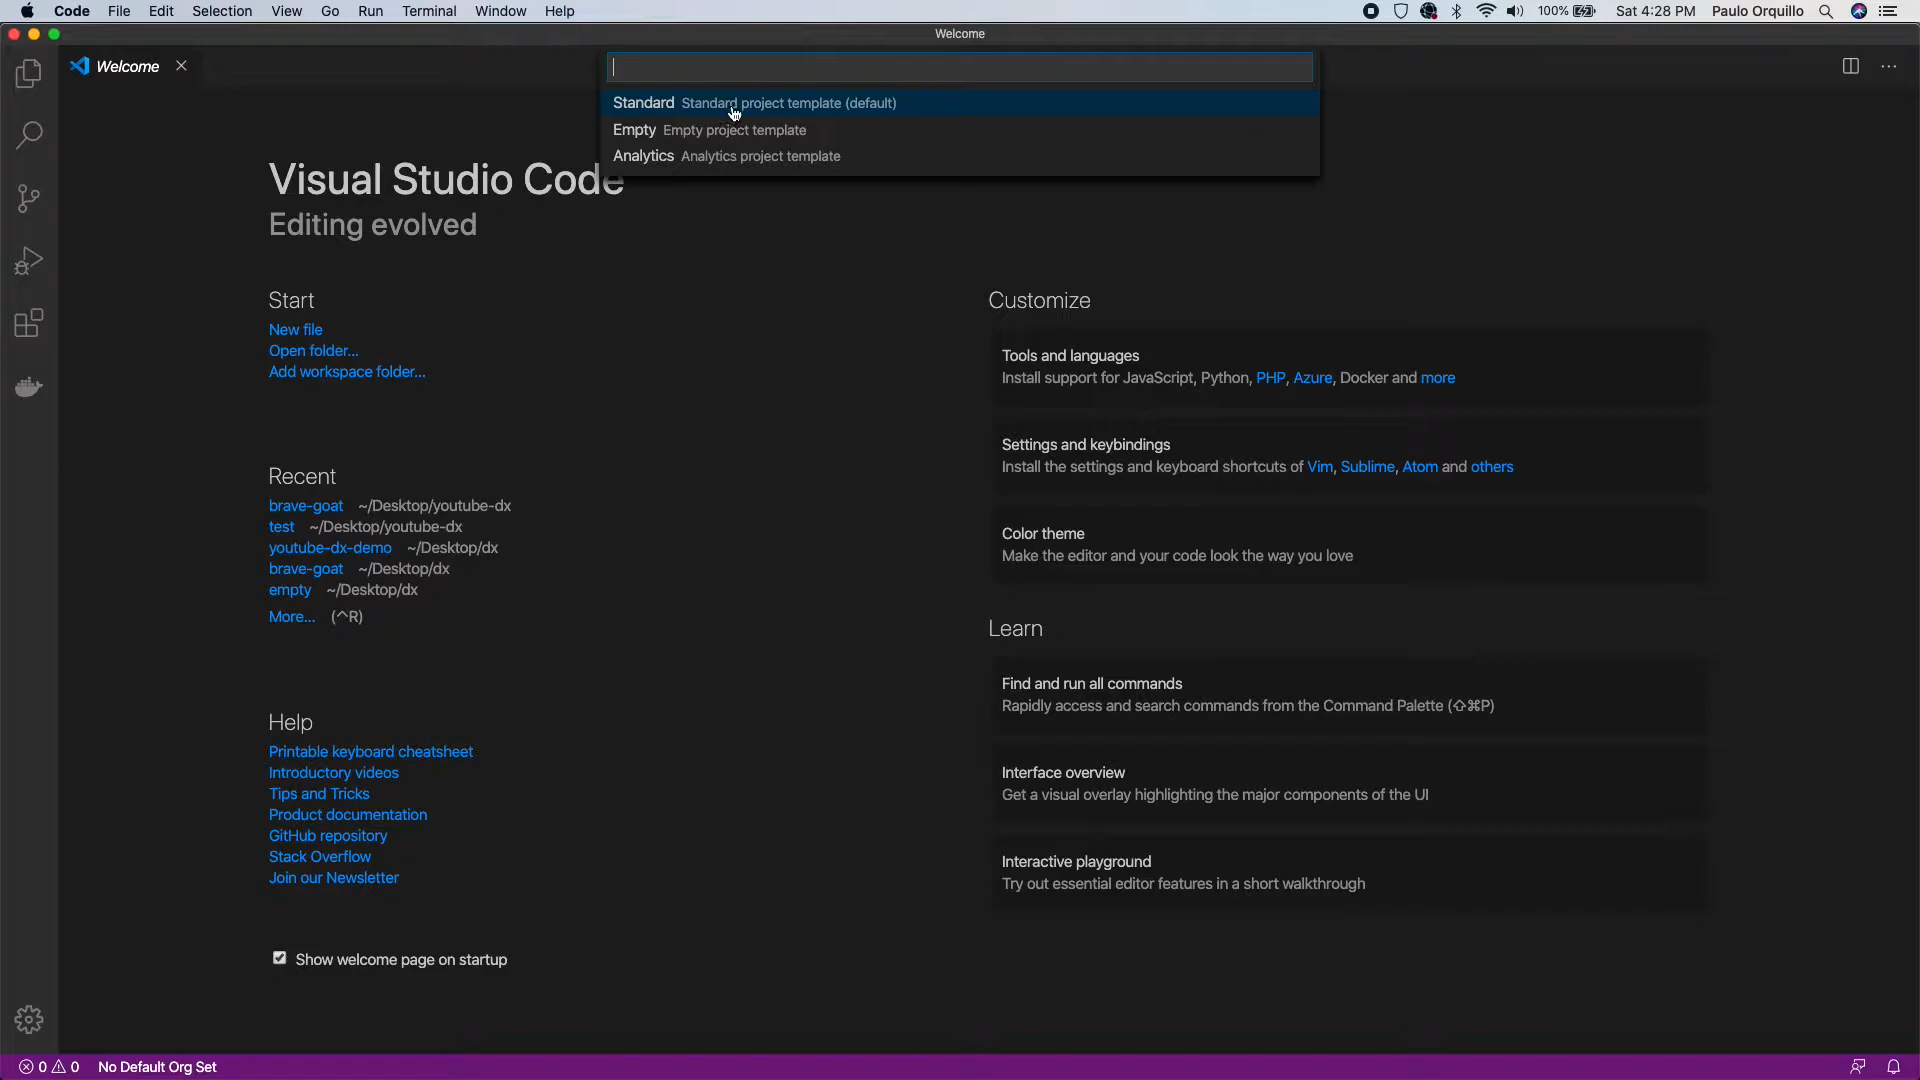 Code File Edit Selection View Go Run Terminal Window Help 100% Sat 4:28 PM Paulo Orquillo
Welcome
Welcome
Standard Standard project template (default)
Empty Empty project template
Analytics Analytics project template
Visual Studio Code
Editing evolved
Start
New file
Open folder...
Add workspace folder...
Recent
brave-goat ~/Desktop/youtube-dx
test ~/Desktop/youtube-dx
youtube-dx-demo ~/Desktop/dx
brave-goat ~/Desktop/dx
empty ~/Desktop/dx
More... (^R)
Help
Printable keyboard cheatsheet
Introductory videos
Tips and Tricks
Product documentation
GitHub repository
Stack Overflow
Join our Newsletter
Show welcome page on startup
Customize
Tools and languages
Install support for JavaScript, Python, PHP, Azure, Docker and more
Settings and keybindings
Install the settings and keyboard shortcuts of Vim, Sublime, Atom and others
Color theme
Make the editor and your code look the way you love
Learn
Find and run all commands
Rapidly access and search commands from the Command Palette (⇧⌘P)
Interface overview
Get a visual overlay highlighting the major components of the UI
Interactive playground
Try out essential editor features in a short walkthrough
0 0 No Default Org Set